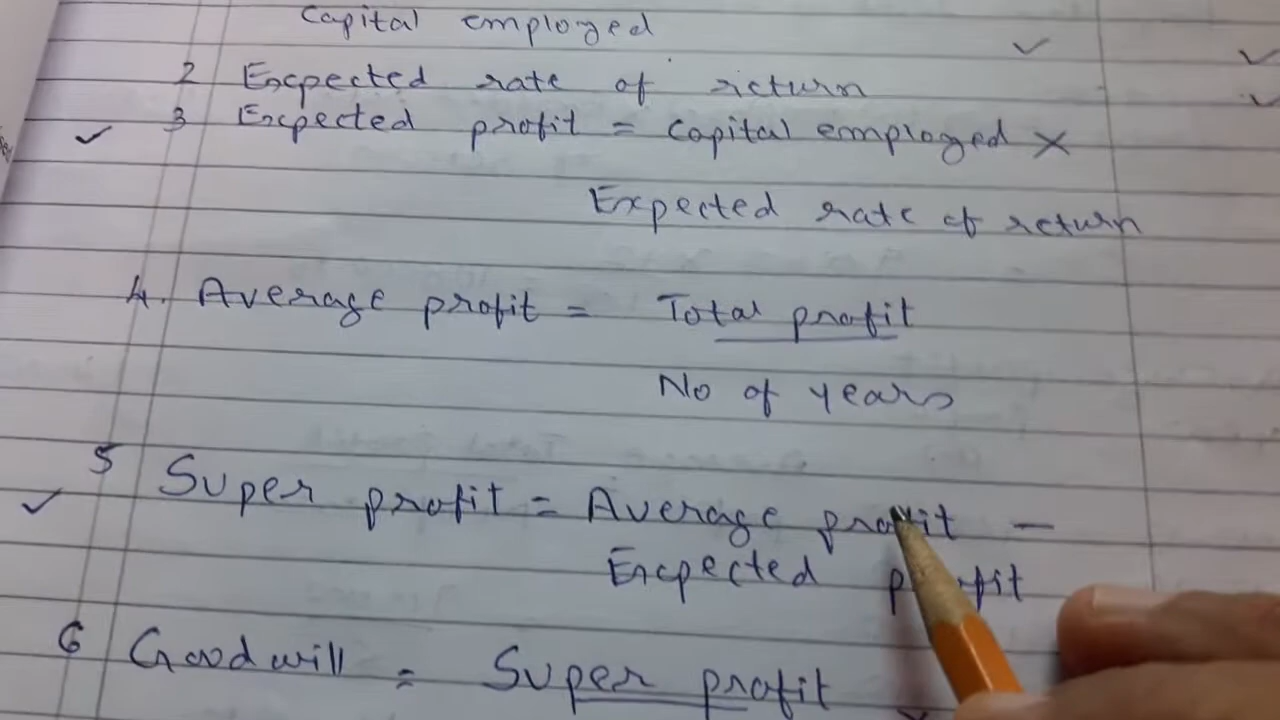 Capital employed
2 Expected rate of return
3 Expected profit = Capital employed ×
Expected rate of return
4. Average profit = Total profit
No of years
5 Super profit = Average profit –
Expected profit
6 Goodwill = Super profit